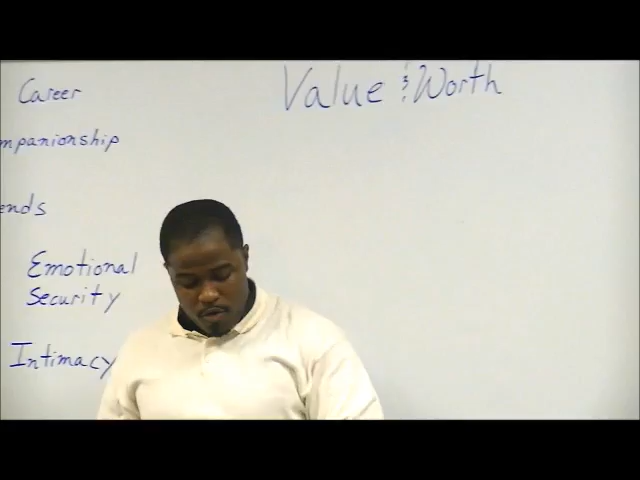 Career
mpanionship
ends
Emotional
Security
Intimacy
Value & Worth